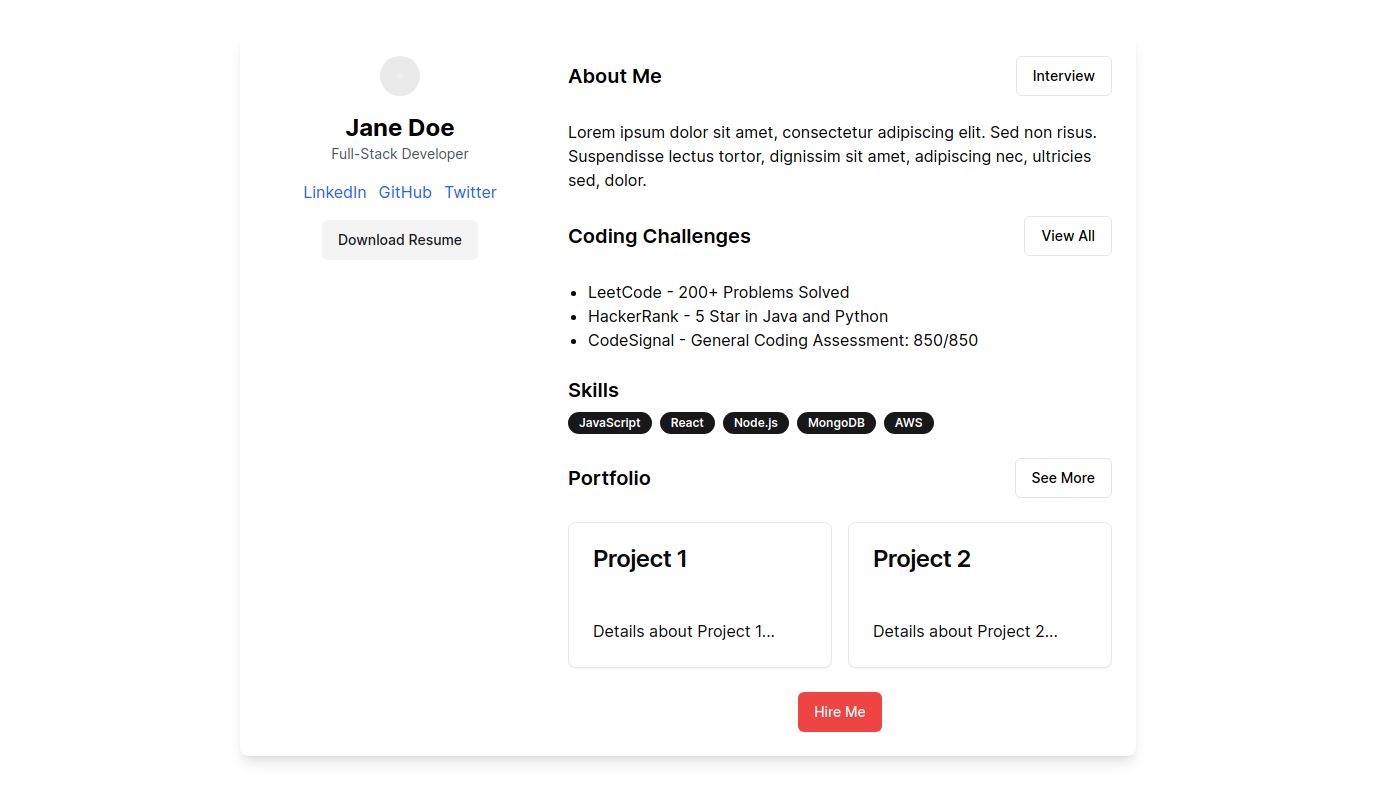 Jane Doe
Full-Stack Developer
LinkedIn GitHub Twitter
Download Resume
About Me
Interview
Lorem ipsum dolor sit amet, consectetur adipiscing elit. Sed non risus.
Suspendisse lectus tortor, dignissim sit amet, adipiscing nec, ultricies
sed, dolor.
Coding Challenges
View All
• LeetCode - 200+ Problems Solved
• HackerRank - 5 Star in Java and Python
• CodeSignal - General Coding Assessment: 850/850
Skills
JavaScript React Node.js MongoDB AWS
Portfolio
See More
Project 1
Details about Project 1...
Project 2
Details about Project 2...
Hire Me